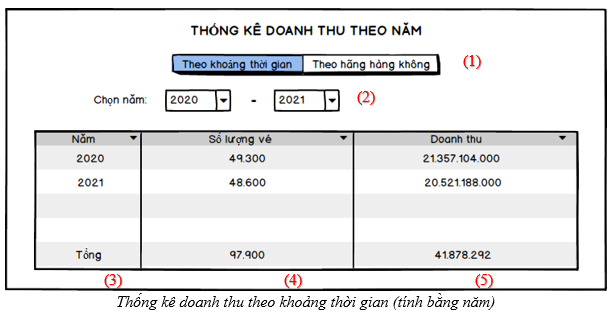 THỐNG KÊ DOANH THU THEO NĂM
Theo khoảng thời gian Theo hãng hàng không (1)
Chọn năm: 2020 - 2021 (2)
Năm Số lượng vé Doanh thu
2020 49.300 21.357.104.000
2021 48.600 20.521.188.000
Tổng 97.900 41.878.292
(3) (4) (5)
Thống kê doanh thu theo khoảng thời gian (tính bằng năm)